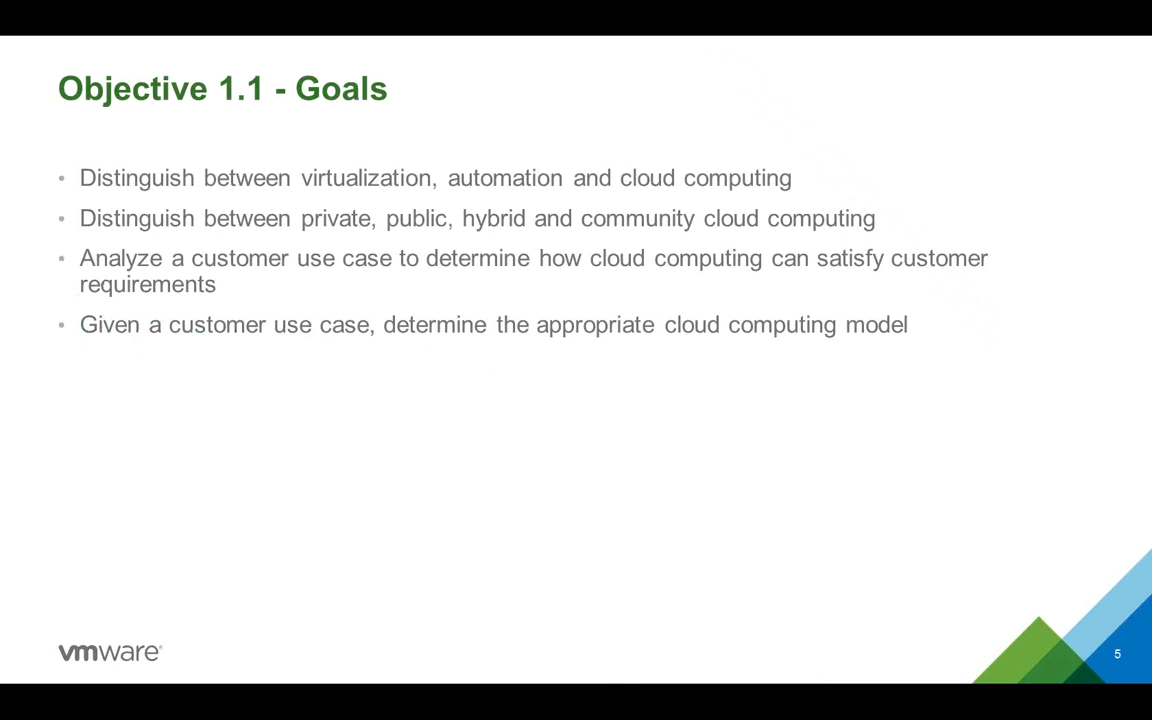 Objective 1.1 - Goals
• Distinguish between virtualization, automation and cloud computing
• Distinguish between private, public, hybrid and community cloud computing
• Analyze a customer use case to determine how cloud computing can satisfy customer
requirements
• Given a customer use case, determine the appropriate cloud computing model
vmware®
5